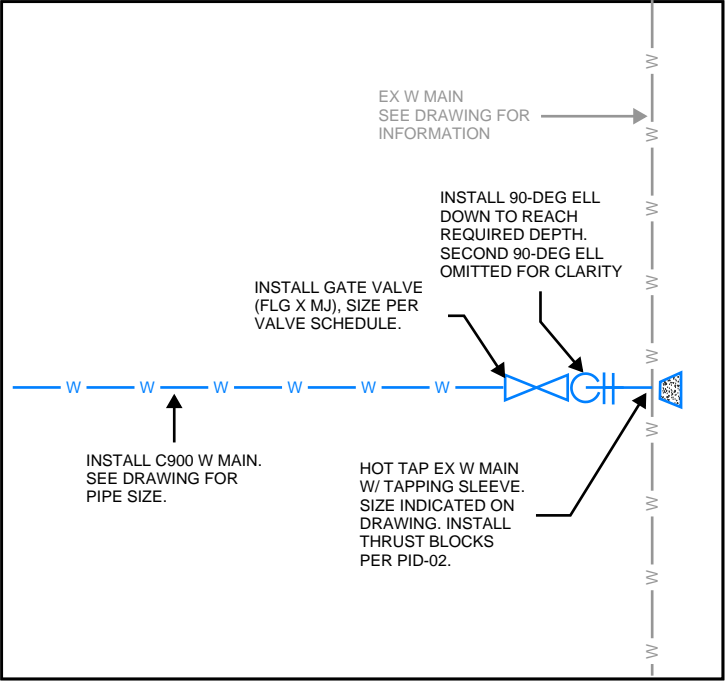 W
EX W MAIN
SEE DRAWING FOR
INFORMATION
W
INSTALL 90-DEG ELL
DOWN TO REACH
REQUIRED DEPTH.
SECOND 90-DEG ELL
OMITTED FOR CLARITY
W
INSTALL GATE VALVE
(FLG X MJ), SIZE PER
VALVE SCHEDULE.
W
W
W W W W W W
W
INSTALL C900 W MAIN.
SEE DRAWING FOR
PIPE SIZE.
HOT TAP EX W MAIN
W/ TAPPING SLEEVE.
SIZE INDICATED ON
DRAWING. INSTALL
THRUST BLOCKS
PER PID-02.
W
W
W